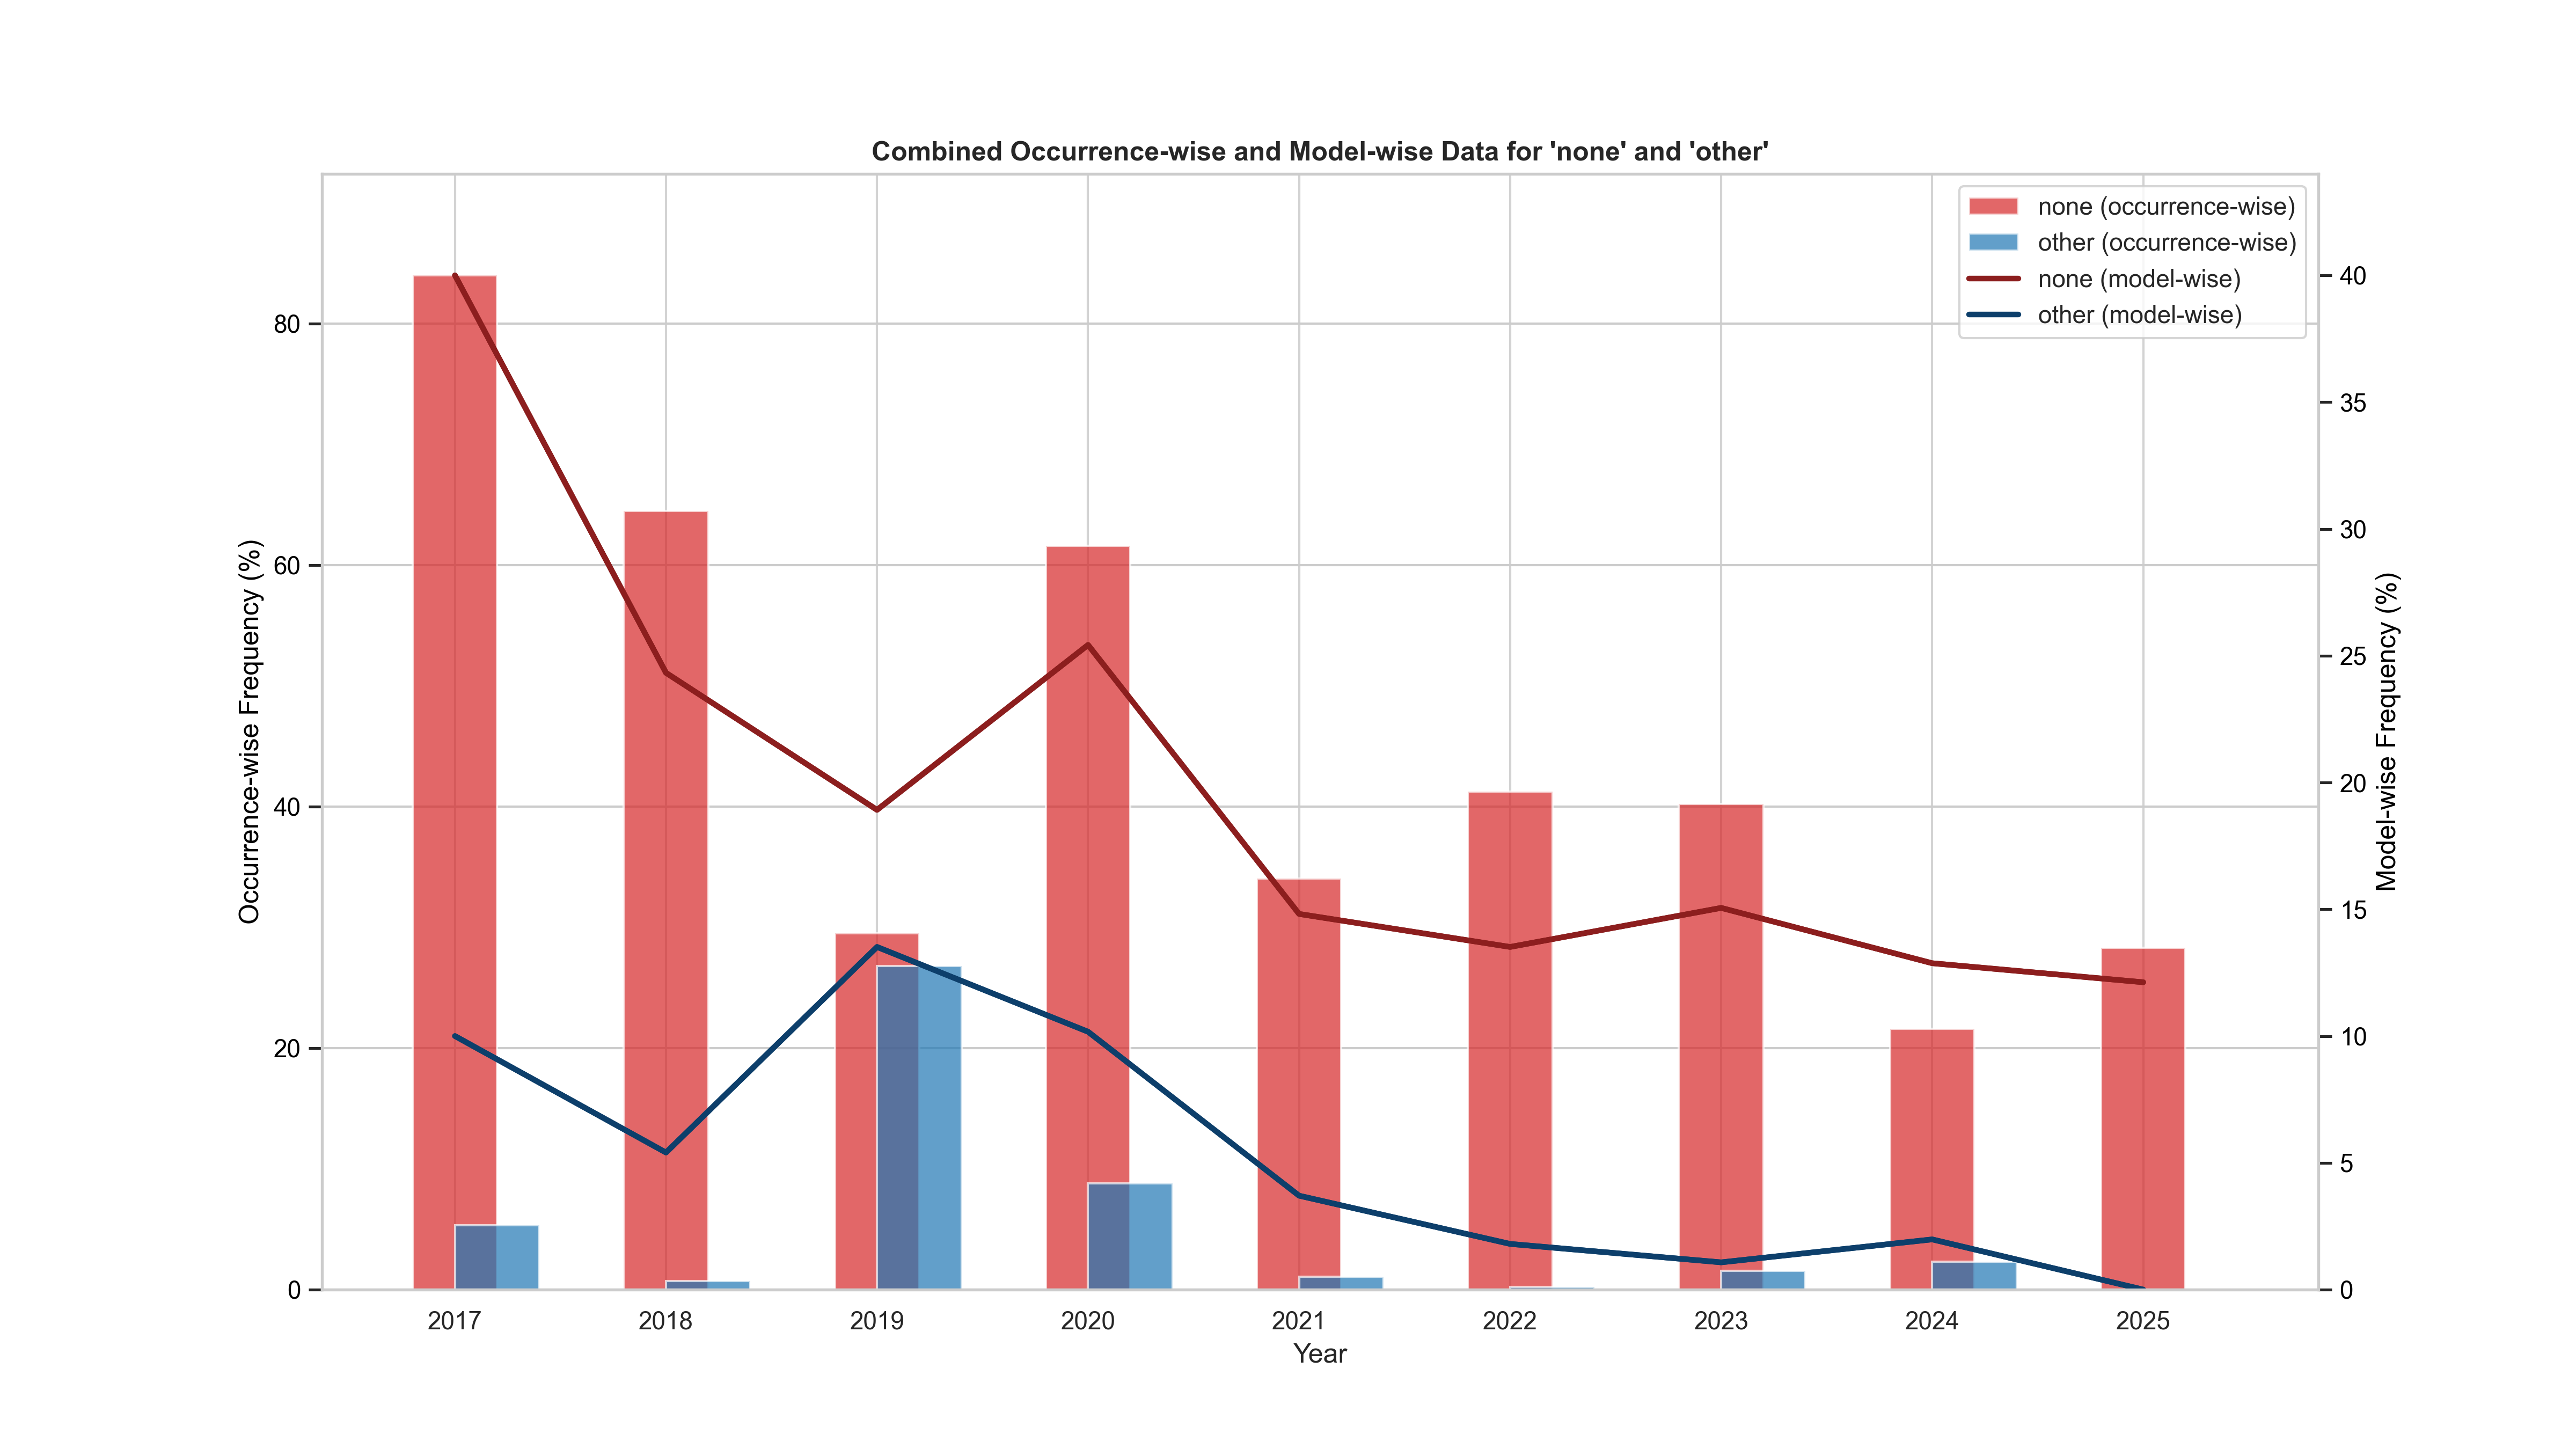 Combined Occurrence-wise and Model-wise Data for 'none' and 'other'
none (occurrence-wise)
other (occurrence-wise)
none (model-wise)
other (model-wise)
Occurrence-wise Frequency (%)
80
60
40
20
0
Model-wise Frequency (%)
40
35
30
25
20
15
10
5
0
2017 2018 2019 2020 2021 2022 2023 2024 2025
Year